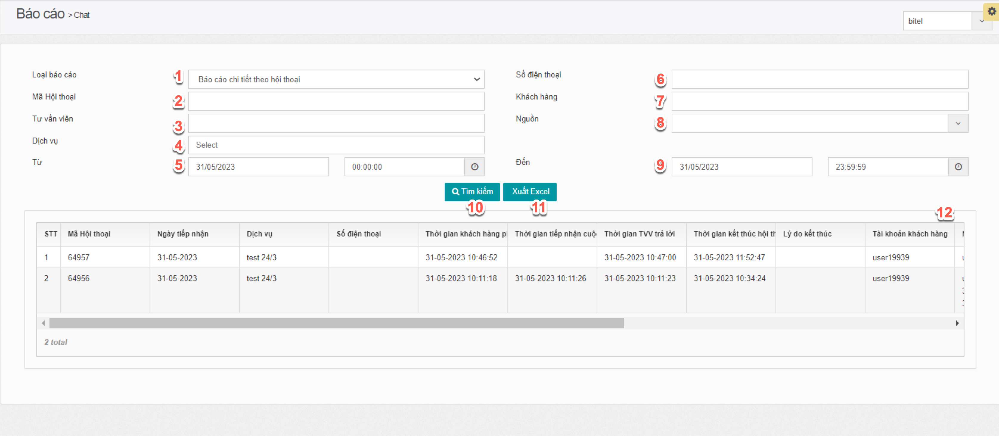 Báo cáo > Chat
bitel
Loại báo cáo
1
Báo cáo chi tiết theo hội thoại
Số điện thoại
6
Mã Hội thoại
2
Khách hàng
7
Tư vấn viên
3
Nguồn
8
Dịch vụ
4
Select
Từ
5
31/05/2023
00:00:00
Đến
9
31/05/2023
23:59:59
Tìm kiếm
Xuất Excel
10
11
12
STT Mã Hội thoại Ngày tiếp nhận Dịch vụ Số điện thoại Thời gian khách hàng Thời gian tiếp nhận Thời gian TVV trả lời Thời gian kết thúc hội Lý do kết thúc Tài khoản khách hàng
1 64957 31-05-2023 test 24/3 31-05-2023 10:46:52 31-05-2023 10:47:00 31-05-2023 11:52:47 user19939
2 64956 31-05-2023 test 24/3 31-05-2023 10:11:18 31-05-2023 10:11:26 31-05-2023 10:11:23 31-05-2023 10:34:24 user19939
2 total